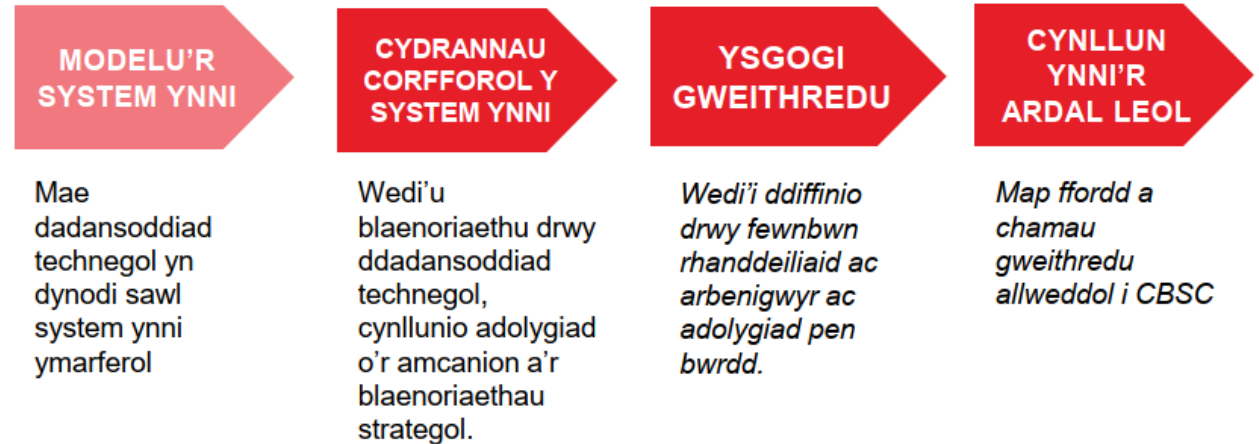 MODELU’R
SYSTEM YNNI
CYDRANNAU
CORFFOROL Y
SYSTEM YNNI
YSGOGI
GWEITHREDU
CYNLLUN
YNNI’R
ARDAL LEOL
Mae
dadansoddiad
technegol yn
dynodi sawl
system ynni
ymarferol
Wedi’u
blaenoriaethu drwy
ddadansoddiad
technegol,
cynllunio adolygiad
o’r amcanion a’r
blaenoriaethau
strategol.
Wedi’i ddiffinio
drwy fewnbwn
rhanddeiliaid ac
arbenigwyr ac
adolygiad pen
bwrdd.
Map ffordd a
chamau
gweithredu
allweddol i CBSC